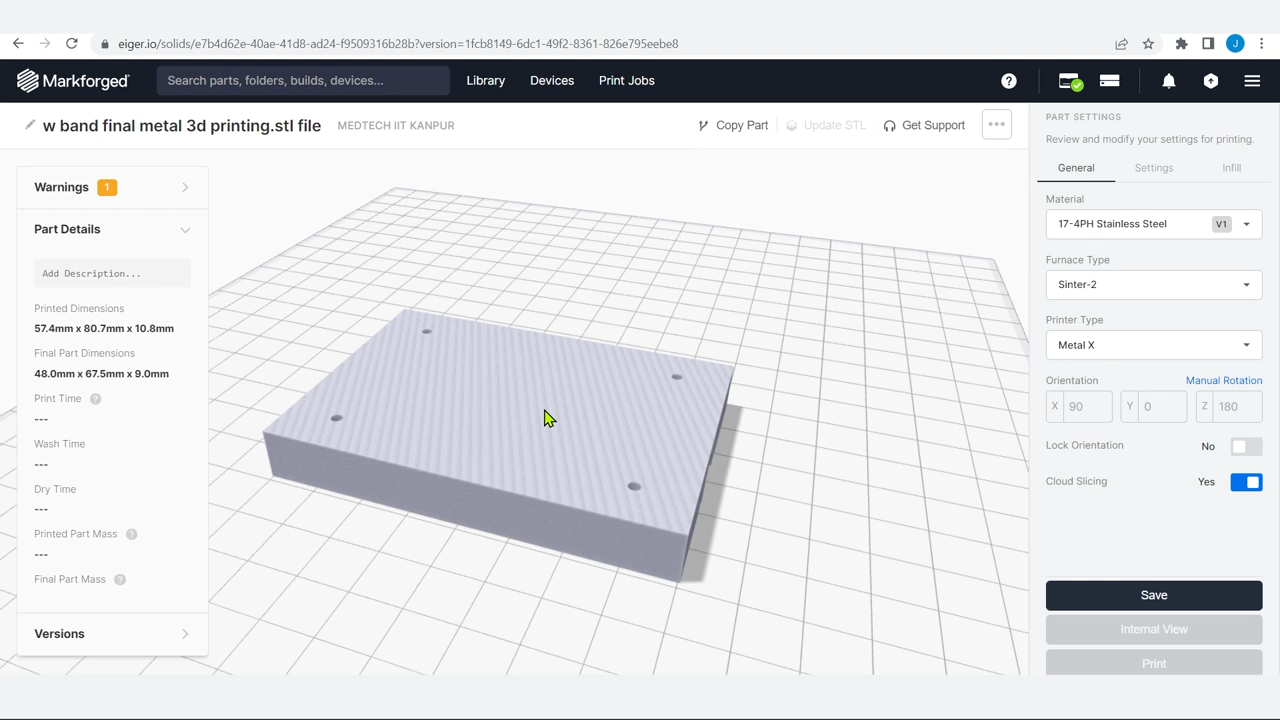 eiger.io/solids/e7b4d62e-40ae-41d8-ad24-f9509316b28b?version=1fcb8149-6dc1-49f2-8361-826e795eebe8
J
Markforged
Search parts, folders, builds, devices...
Library
Devices
Print Jobs
?
w band final metal 3d printing.stl file
MEDTECH IIT KANPUR
Copy Part
Update STL
Get Support
Warnings 1
Part Details
Add Description...
Printed Dimensions
57.4mm x 80.7mm x 10.8mm
Final Part Dimensions
48.0mm x 67.5mm x 9.0mm
Print Time ?
---
Wash Time
---
Dry Time
---
Printed Part Mass ?
---
Final Part Mass ?
Versions
PART SETTINGS
Review and modify your settings for printing.
General
Settings
Infill
Material
17-4PH Stainless Steel V1
Furnace Type
Sinter-2
Printer Type
Metal X
Orientation
Manual Rotation
X 90
Y 0
Z 180
Lock Orientation No
Cloud Slicing Yes
Save
Internal View
Print